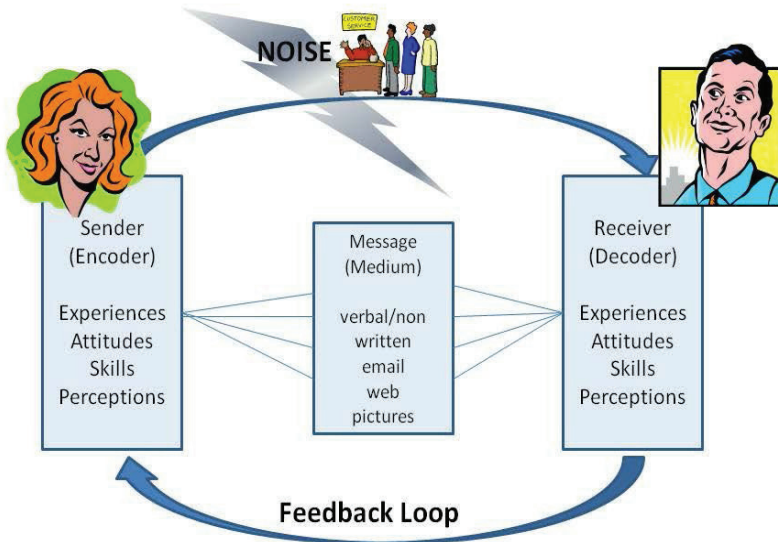 CUSTOMER
SERVICE
NOISE
Sender
(Encoder)
Experiences
Attitudes
Skills
Perceptions
Message
(Medium)
verbal/non
written
email
web
pictures
Receiver
(Decoder)
Experiences
Attitudes
Skills
Perceptions
Feedback Loop